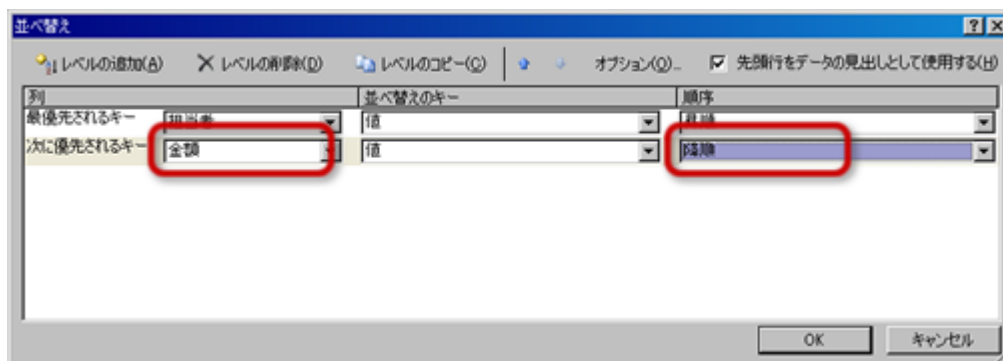 並べ替え
レベルの追加(A) レベルの削除(D) レベルのコピー(C) オプション(O)... 先頭行をデータの見出しとして使用する(H)
列 並べ替えのキー 順序
最優先されるキー 担当者 値 昇順
次に優先されるキー 金額 値 降順
OK キャンセル